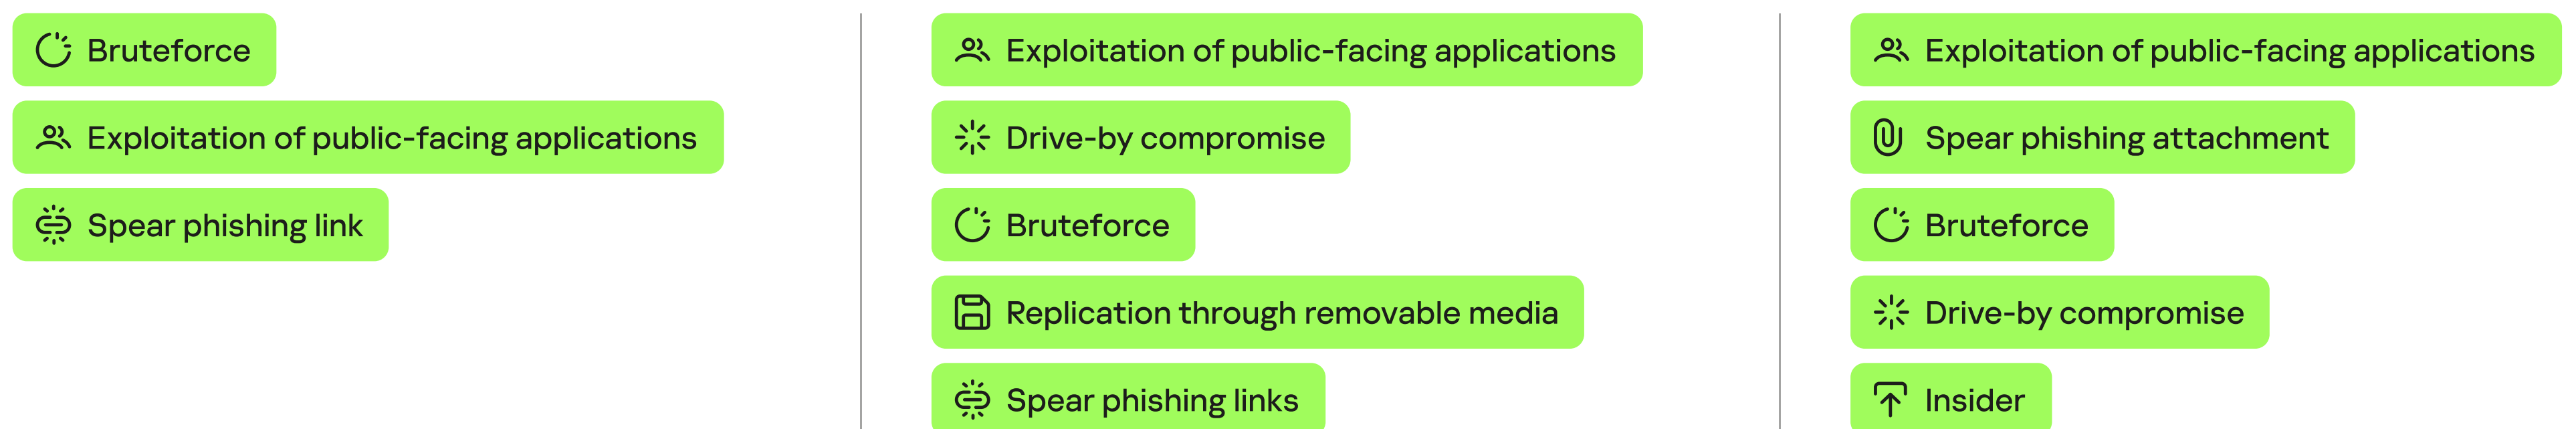 Bruteforce
Exploitation of public-facing applications
Spear phishing link
Exploitation of public-facing applications
Drive-by compromise
Bruteforce
Replication through removable media
Spear phishing links
Exploitation of public-facing applications
Spear phishing attachment
Bruteforce
Drive-by compromise
Insider